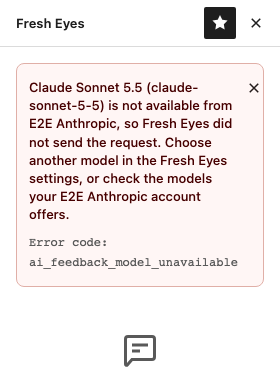 Fresh Eyes
Claude Sonnet 5.5 (claude-
sonnet-5-5) is not available from
E2E Anthropic, so Fresh Eyes did
not send the request. Choose
another model in the Fresh Eyes
settings, or check the models
your E2E Anthropic account
offers.
Error code:
ai_feedback_model_unavailable